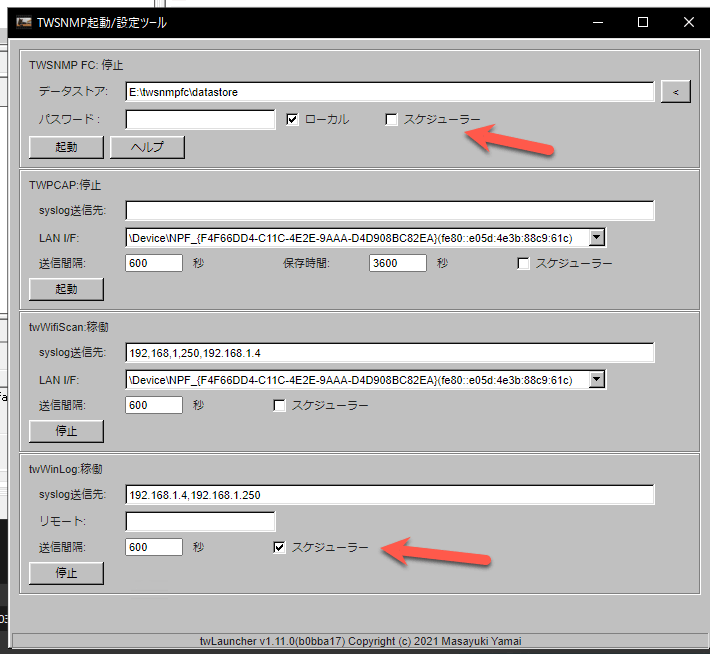 TWSNMP起動/設定ツール
TWSNMP FC: 停止
データストア: E:\twsnmpfc\datastore <
パスワード : ローカル スケジューラー
起動 ヘルプ
TWPCAP:停止
syslog送信先:
LAN I/F: \Device\NPF_{F4F66DD4-C11C-4E2E-9AAA-D4D908BC82EA}(fe80::e05d:4e3b:88c9:61c)
送信間隔: 600 秒 保存時間: 3600 秒 スケジューラー
起動
twWifiScan:稼働
syslog送信先: 192,168,1,250,192.168.1.4
LAN I/F: \Device\NPF_{F4F66DD4-C11C-4E2E-9AAA-D4D908BC82EA}(fe80::e05d:4e3b:88c9:61c)
送信間隔: 600 秒 スケジューラー
停止
twWinLog:稼働
syslog送信先: 192.168.1.4,192.168.1.250
リモート:
送信間隔: 600 秒 スケジューラー
停止
twLauncher v1.11.0(b0bba17) Copyright (c) 2021 Masayuki Yamai